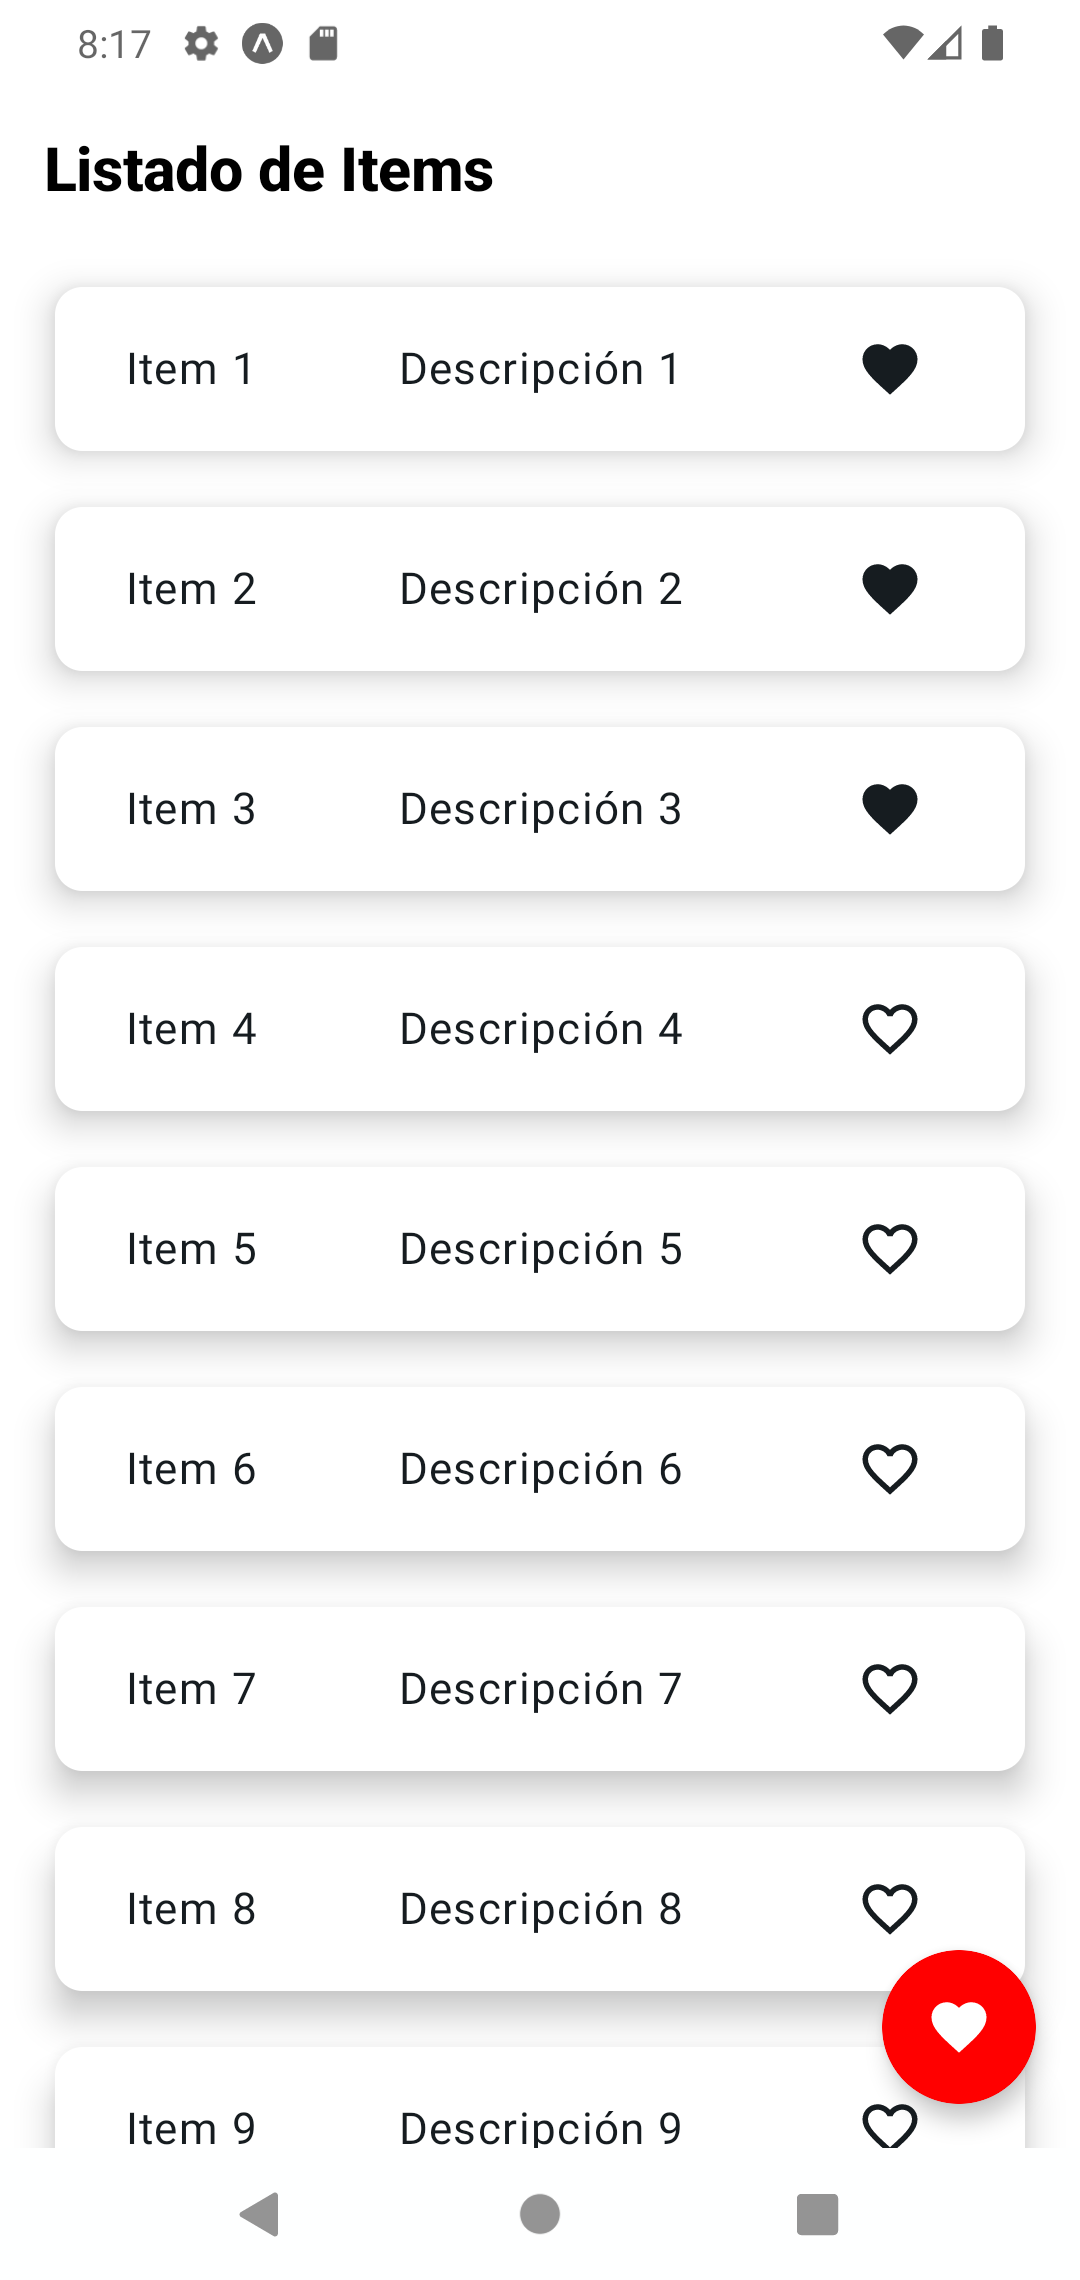 8:17
Listado de Items
Item 1 Descripción 1
Item 2 Descripción 2
Item 3 Descripción 3
Item 4 Descripción 4
Item 5 Descripción 5
Item 6 Descripción 6
Item 7 Descripción 7
Item 8 Descripción 8
Item 9 Descripción 9